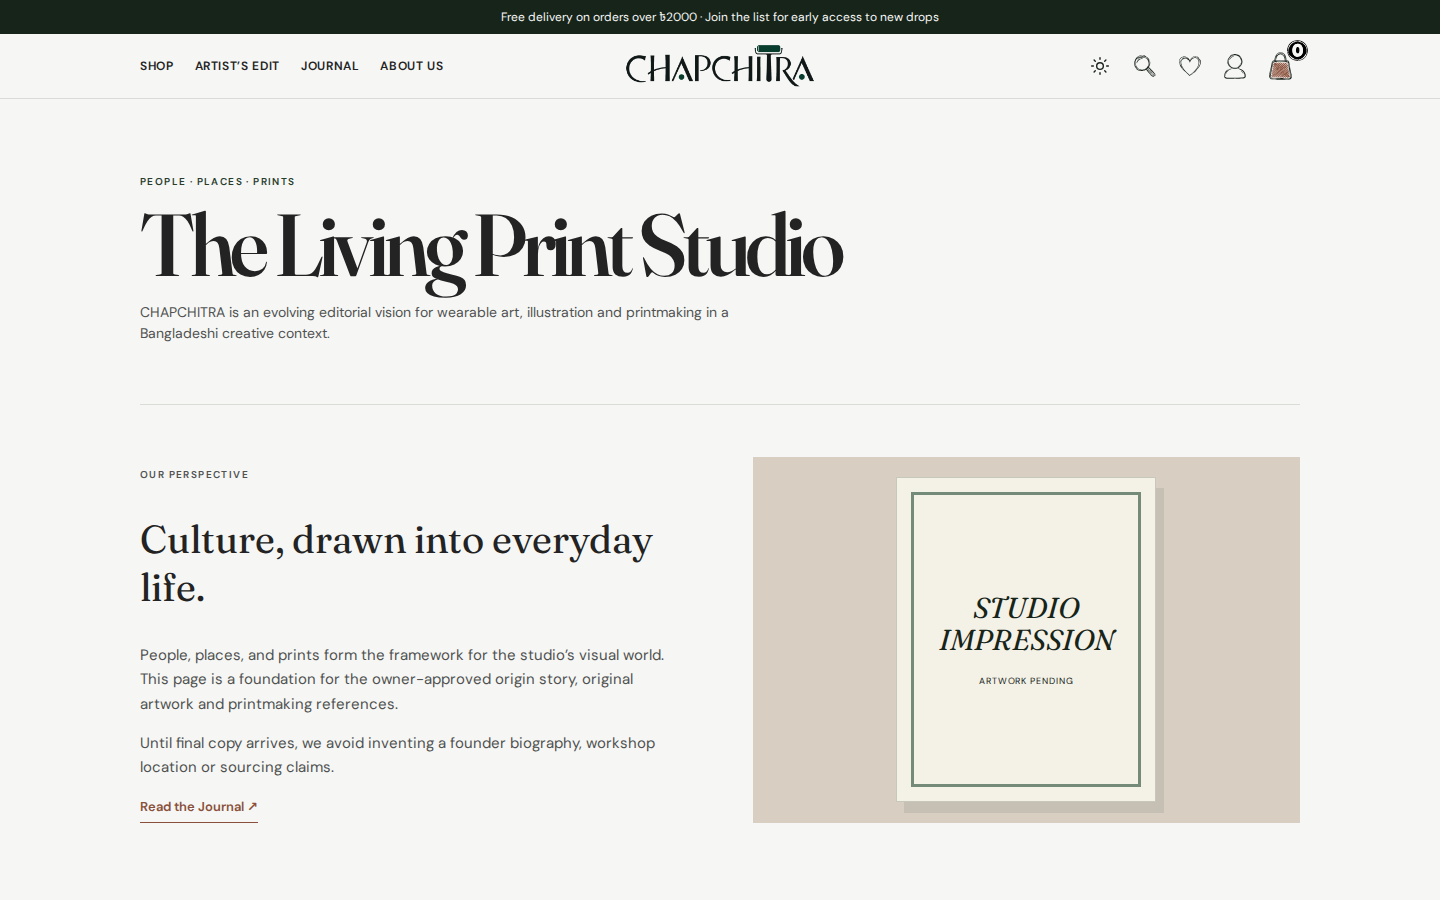 Free delivery on orders over ৳2000 · Join the list for early access to new drops
SHOP ARTIST’S EDIT JOURNAL ABOUT US
CHAPCHITRA
0
PEOPLE · PLACES · PRINTS
The Living Print Studio
CHAPCHITRA is an evolving editorial vision for wearable art, illustration and printmaking in a
Bangladeshi creative context.
OUR PERSPECTIVE
Culture, drawn into everyday
life.
People, places, and prints form the framework for the studio’s visual world.
This page is a foundation for the owner-approved origin story, original
artwork and printmaking references.
Until final copy arrives, we avoid inventing a founder biography, workshop
location or sourcing claims.
Read the Journal ↗
STUDIO
IMPRESSION
ARTWORK PENDING